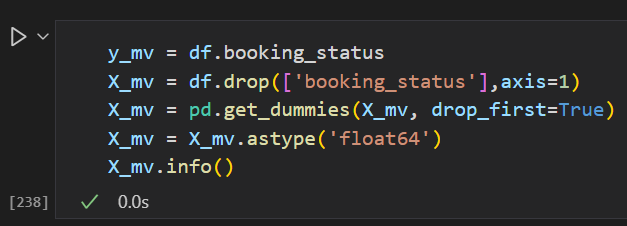 y_mv = df.booking_status
X_mv = df.drop(['booking_status'],axis=1)
X_mv = pd.get_dummies(X_mv, drop_first=True)
X_mv = X_mv.astype('float64')
X_mv.info()
[238] 0.0s